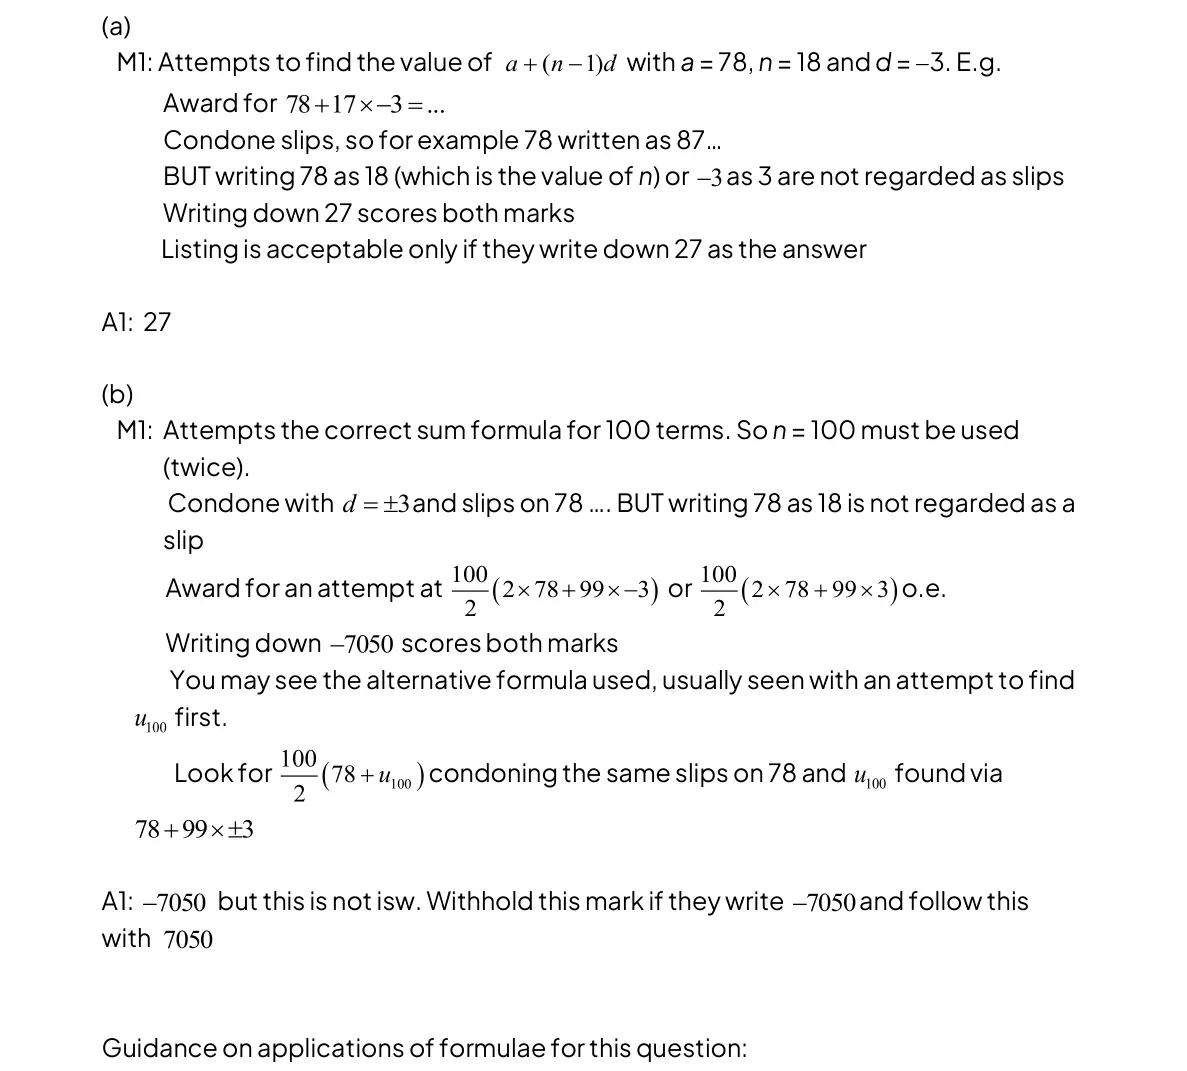 (a)
M1: Attempts to find the value of a + (n − 1)d with a = 78, n = 18 and d = −3. E.g.
Award for 78 + 17 × −3 = ...
Condone slips, so for example 78 written as 87…
BUT writing 78 as 18 (which is the value of n) or −3 as 3 are not regarded as slips
Writing down 27 scores both marks
Listing is acceptable only if they write down 27 as the answer
A1: 27
(b)
M1: Attempts the correct sum formula for 100 terms. So n = 100 must be used
(twice).
Condone with d = ±3 and slips on 78 …. BUT writing 78 as 18 is not regarded as a
slip
Award for an attempt at 100/2 (2 × 78 + 99 × −3) or 100/2 (2 × 78 + 99 × 3) o.e.
Writing down −7050 scores both marks
You may see the alternative formula used, usually seen with an attempt to find
u₁₀₀ first.
Look for 100/2 (78 + u₁₀₀) condoning the same slips on 78 and u₁₀₀ found via
78 + 99 × ±3
A1: −7050 but this is not isw. Withhold this mark if they write −7050 and follow this
with 7050
Guidance on applications of formulae for this question: